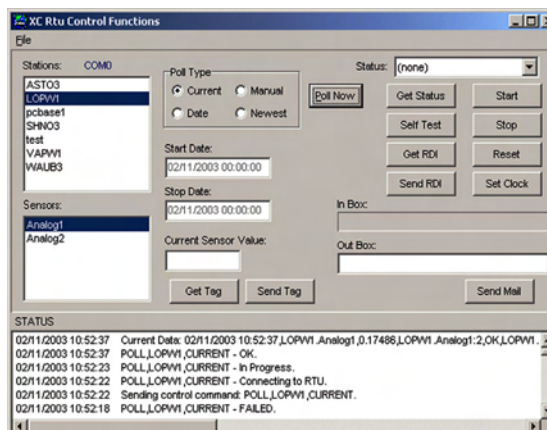 XC Rtu Control Functions
File
Stations: COM0
ASTO3
LOPW1
pcbase1
SHNO3
test
VAPW1
WAUB3
Sensors:
Analog1
Analog2
Poll Type
Current Manual
Date Newest
Start Date:
02/11/2003 00:00:00
Stop Date:
02/11/2003 00:00:00
Current Sensor Value:
Get Tag Send Tag
Poll Now
Status: (none)
Get Status Start
Self Test Stop
Get RDI Reset
Send RDI Set Clock
In Box:
Out Box:
Send Mail
STATUS
02/11/2003 10:52:37 Current Data: 02/11/2003 10:52:37,LOPW1.Analog1,0.17486,LOPW1.Analog1:2,OK,LOPW1.
02/11/2003 10:52:37 POLL,LOPW1,CURRENT - OK.
02/11/2003 10:52:23 POLL,LOPW1,CURRENT - In Progress.
02/11/2003 10:52:22 POLL,LOPW1,CURRENT - Connecting to RTU.
02/11/2003 10:52:22 Sending control command: POLL,LOPW1,CURRENT.
02/11/2003 10:52:18 POLL,LOPW1,CURRENT - FAILED.